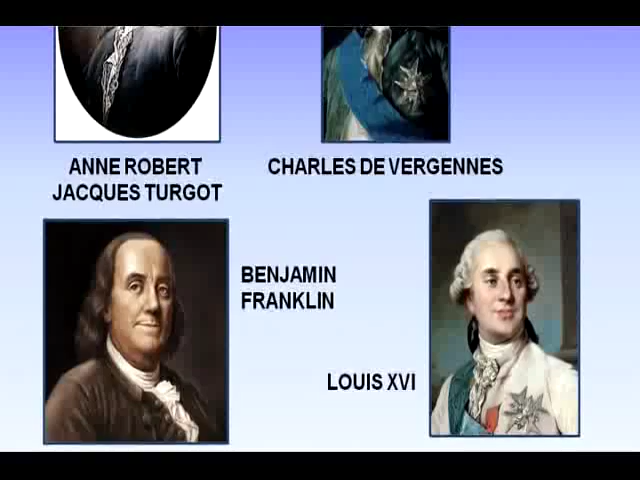 ANNE ROBERT
JACQUES TURGOT
CHARLES DE VERGENNES
BENJAMIN
FRANKLIN
LOUIS XVI